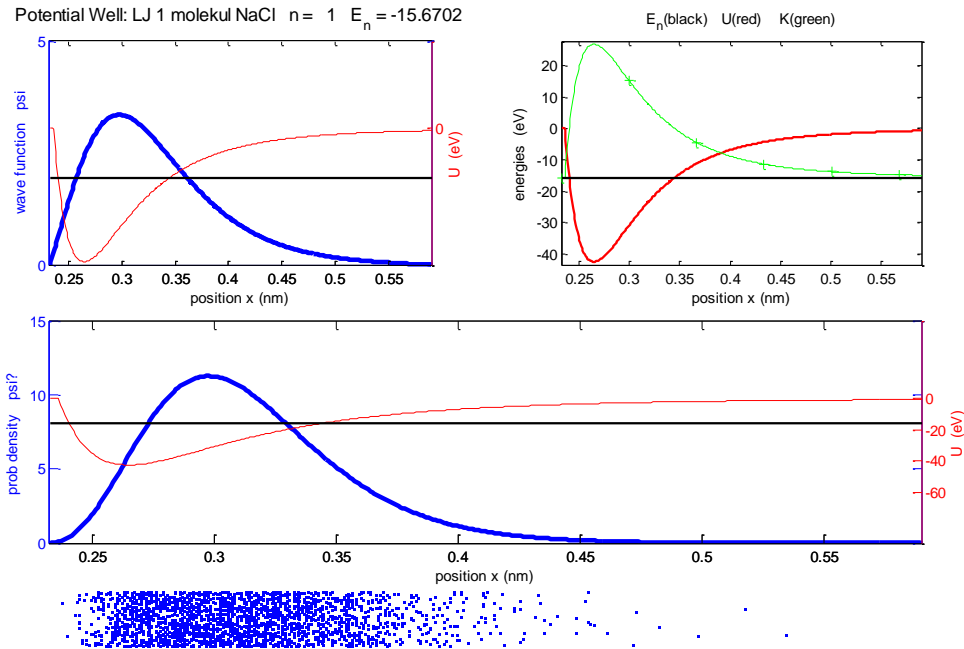 Potential Well: LJ 1 molekul NaCl n = 1 E_n = -15.6702
E_n(black) U(red) K(green)
5
0
wave function psi
0
U (eV)
0.25 0.3 0.35 0.4 0.45 0.5 0.55
position x (nm)
20
10
0
-10
-20
-30
-40
energies (eV)
0.25 0.3 0.35 0.4 0.45 0.5 0.55
position x (nm)
15
10
5
0
prob density psi?
0
-20
-40
-60
U (eV)
0.25 0.3 0.35 0.4 0.45 0.5 0.55
position x (nm)